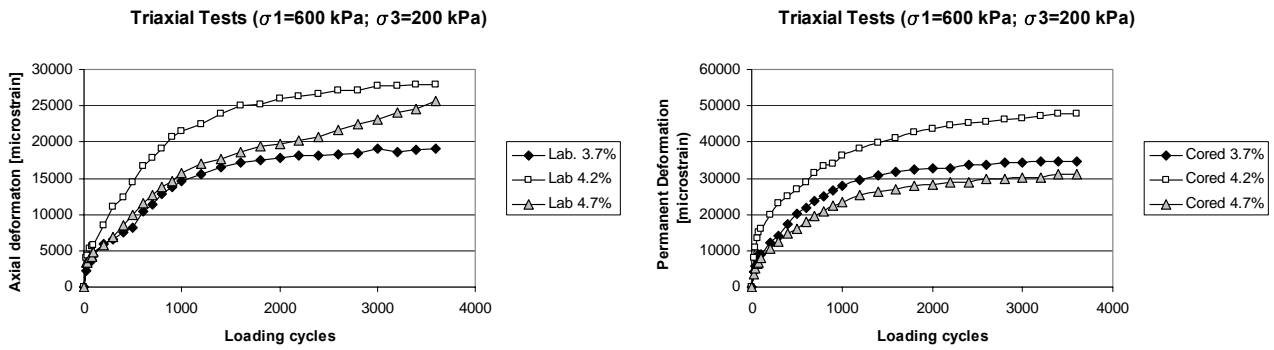 Triaxial Tests (σ1=600 kPa; σ3=200 kPa)
Axial deformaton [microstrain]
30000
25000
20000
15000
10000
5000
0
0 1000 2000 3000 4000
Loading cycles
Lab. 3.7%
Lab 4.2%
Lab 4.7%
Triaxial Tests (σ1=600 kPa; σ3=200 kPa)
Permanent Deformation
[microstrain)
60000
50000
40000
30000
20000
10000
0
0 1000 2000 3000 4000
Loading cycles
Cored 3.7%
Cored 4.2%
Cored 4.7%